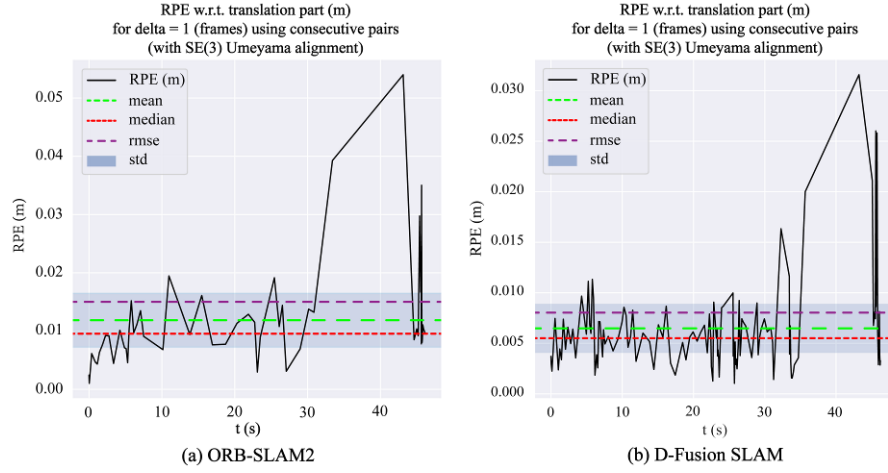 RPE w.r.t. translation part (m)
for delta = 1 (frames) using consecutive pairs
(with SE(3) Umeyama alignment)
RPE (m)
mean
median
rmse
std
0.05
0.04
0.03
0.02
0.01
0.00
RPE (m)
0
10
20
30
40
t (s)
(a) ORB-SLAM2
RPE w.r.t. translation part (m)
for delta = 1 (frames) using consecutive pairs
(with SE(3) Umeyama alignment)
RPE (m)
mean
median
rmse
std
0.030
0.025
0.020
0.015
0.010
0.005
0.000
RPE (m)
0
10
20
30
40
t (s)
(b) D-Fusion SLAM